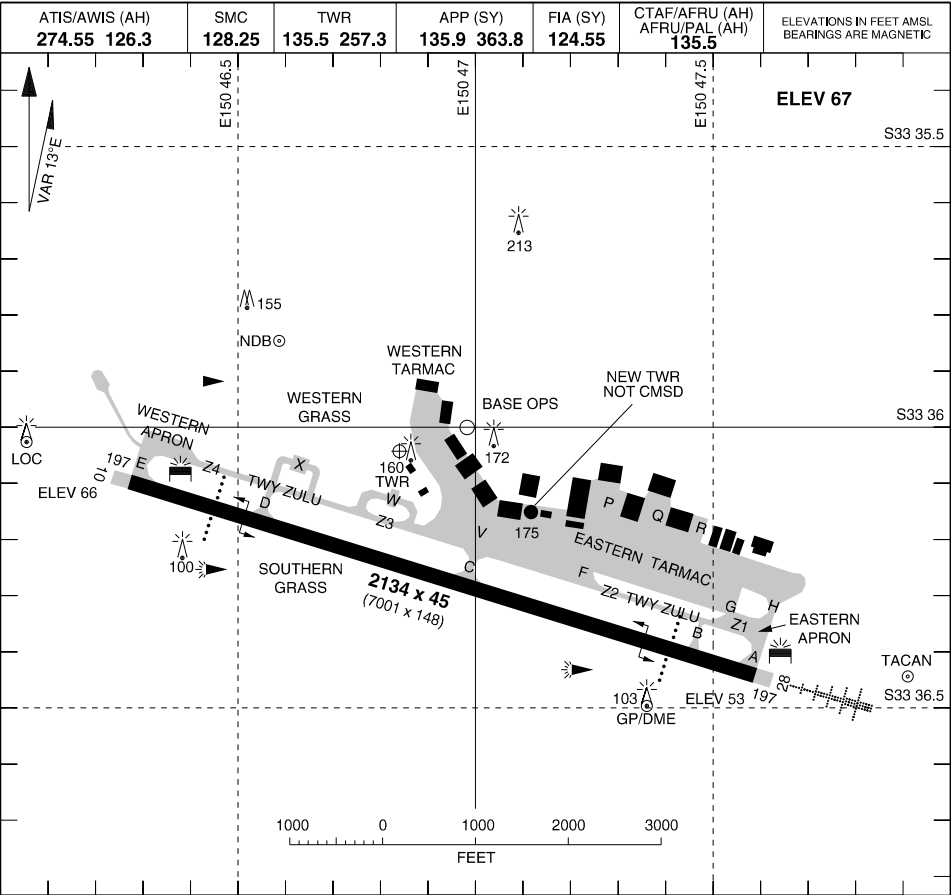 ATIS/AWIS (AH)
274.55 126.3
SMC
128.25
TWR
135.5 257.3
APP (SY)
135.9 363.8
FIA (SY)
124.55
CTAF/AFRU (AH)
AFRU/PAL (AH)
135.5
ELEVATIONS IN FEET AMSL
BEARINGS ARE MAGNETIC
E150 46.5
E150 47
E150 47.5
ELEV 67
S33 35.5
VAR 13°E
213
155
NDB
WESTERN
TARMAC
NEW TWR
NOT CMSD
WESTERN
GRASS
BASE OPS
S33 36
WESTERN
APRON
LOC
172
160
TWR
197 E
10
Z4
X
TWY ZULU
D
W
Z3
ELEV 66
P
Q
R
V
175
EASTERN TARMAC
100
SOUTHERN
GRASS
C
2134 x 45
(7001 x 148)
F
Z2 TWY ZULU
G
H
Z1
B
EASTERN
APRON
A
TACAN
28
197
S33 36.5
103
ELEV 53
GP/DME
1000 0 1000 2000 3000
FEET